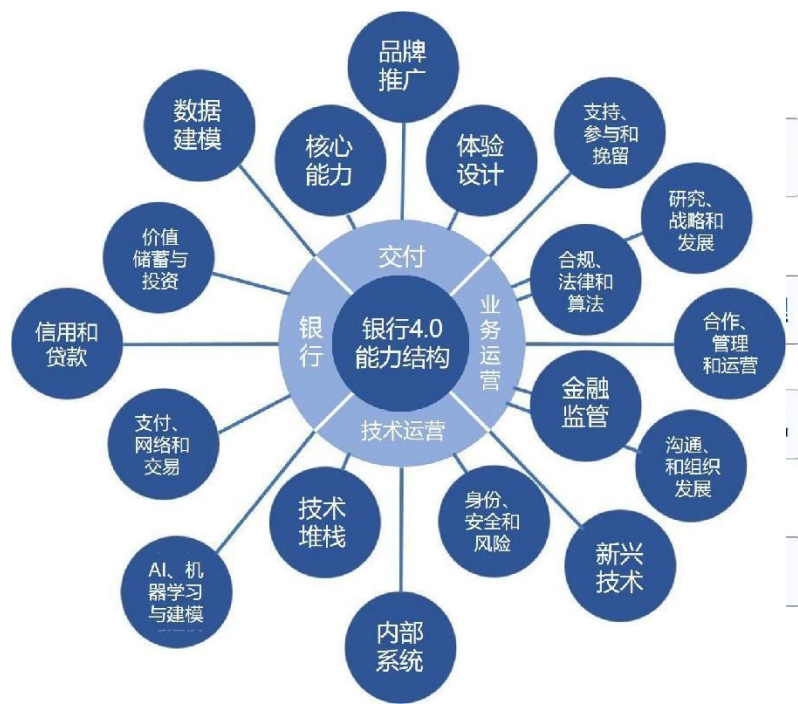 品牌
推广
数据
建模
核心
能力
体验
设计
支持、
参与和
挽留
研究、
战略和
发展
价值
储蓄与
投资
交付
合规、
法律和
算法
信用和
贷款
银行
银行4.0
能力结构
业务运营
合作、
管理
和运营
金融
监管
支付、
网络和
交易
技术运营
沟通、
和组织
发展
技术
堆栈
身份、
安全和
风险
新兴
技术
AI、机
器学习
与建模
内部
系统